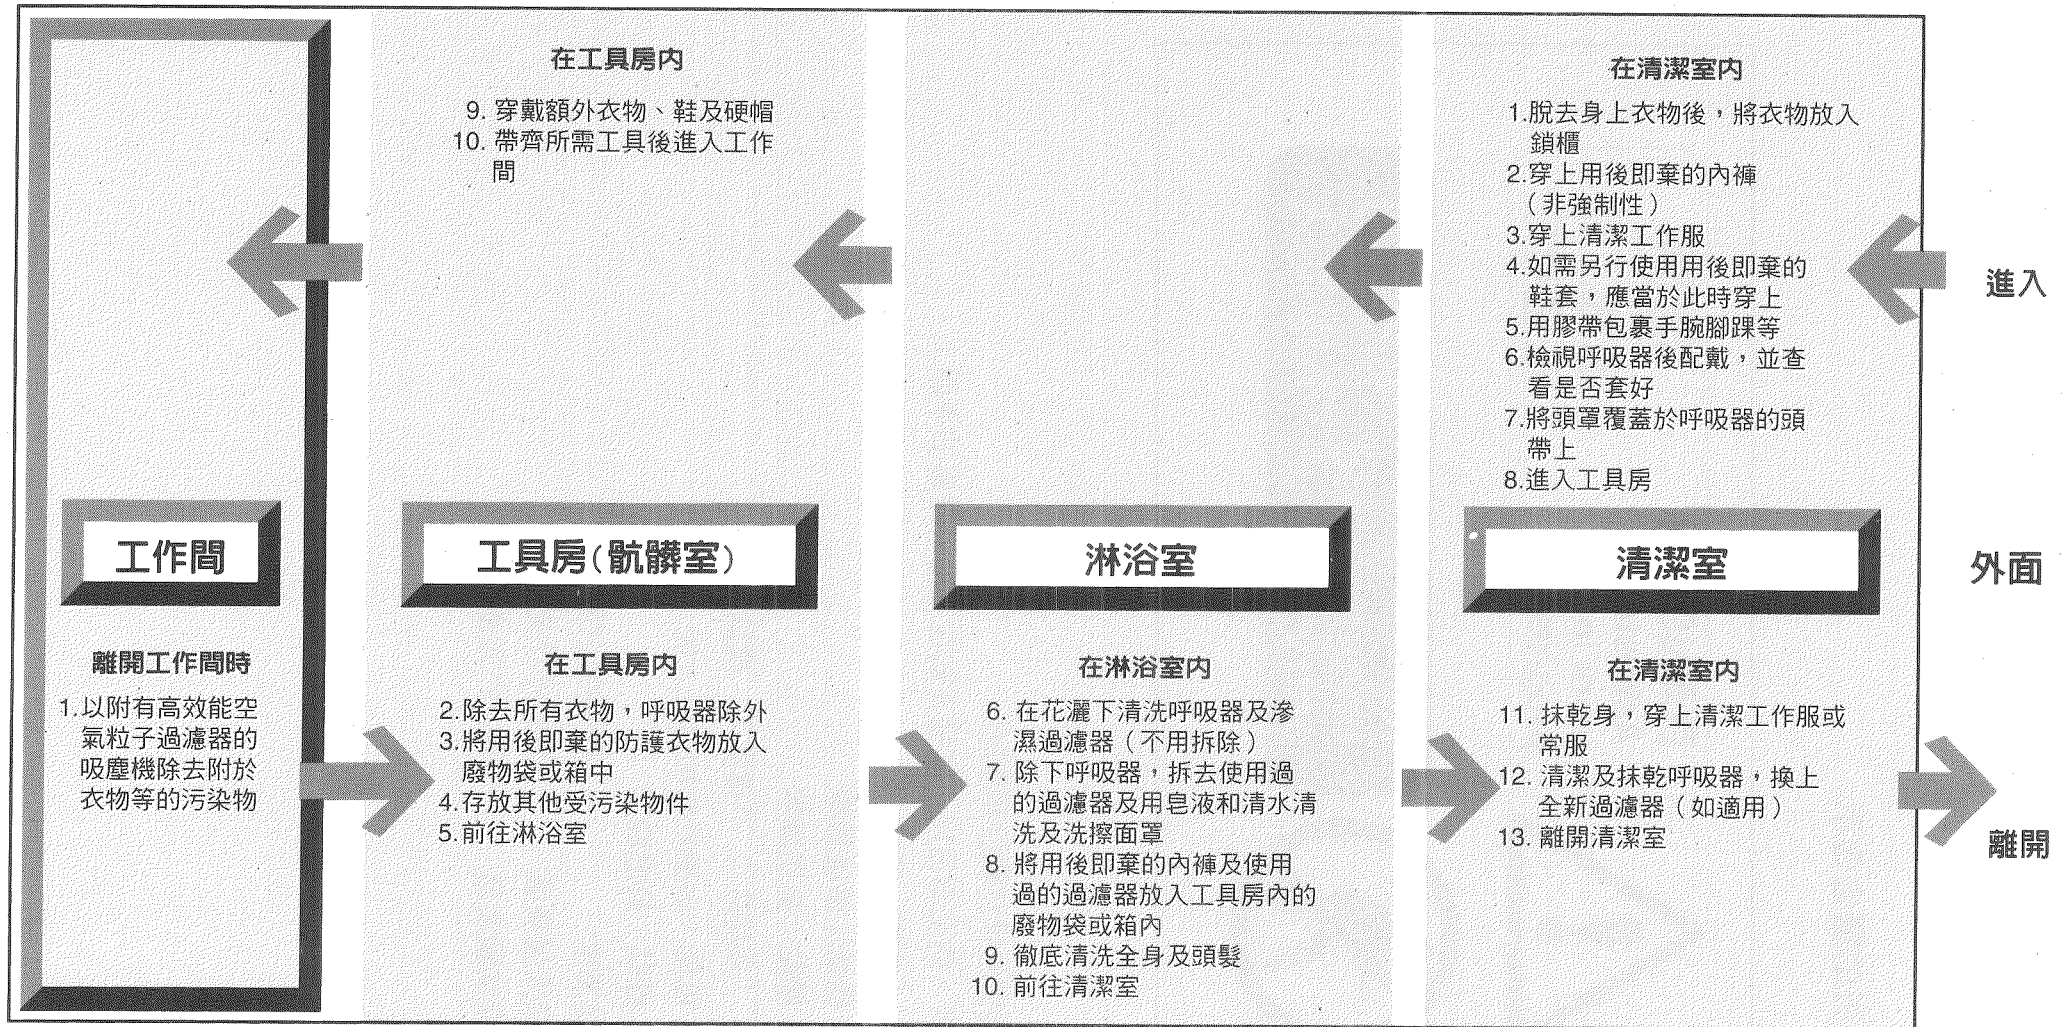 在工具房内
9. 穿戴額外衣物、鞋及硬帽
10. 帶齊所需工具後進入工作
間
在清潔室内
1.脫去身上衣物後，將衣物放入
鎖櫃
2.穿上用後即棄的內褲
（非強制性）
3.穿上清潔工作服
4.如需另行使用用後即棄的
鞋套，應當於此時穿上
5.用膠帶包裹手腕腳踝等
6.檢視呼吸器後配戴，並查
看是否套好
7.將頭罩覆蓋於呼吸器的頭
帶上
8.進入工具房
進入
工作間
工具房(骯髒室)
淋浴室
清潔室
外面
離開工作間時
1.以附有高效能空
氣粒子過濾器的
吸塵機除去附於
衣物等的污染物
在工具房内
2.除去所有衣物，呼吸器除外
3.將用後即棄的防護衣物放入
廢物袋或箱中
4.存放其他受污染物件
5.前往淋浴室
在淋浴室内
6. 在花灑下清洗呼吸器及滲
濕過濾器（不用拆除）
7. 除下呼吸器，拆去使用過
的過濾器及用皂液和清水清
洗及洗擦面罩
8. 將用後即棄的內褲及使用
過的過濾器放入工具房內的
廢物袋或箱內
9. 徹底清洗全身及頭髮
10. 前往清潔室
在清潔室内
11. 抹乾身，穿上清潔工作服或
常服
12. 清潔及抹乾呼吸器，換上
全新過濾器（如適用）
13. 離開清潔室
離開